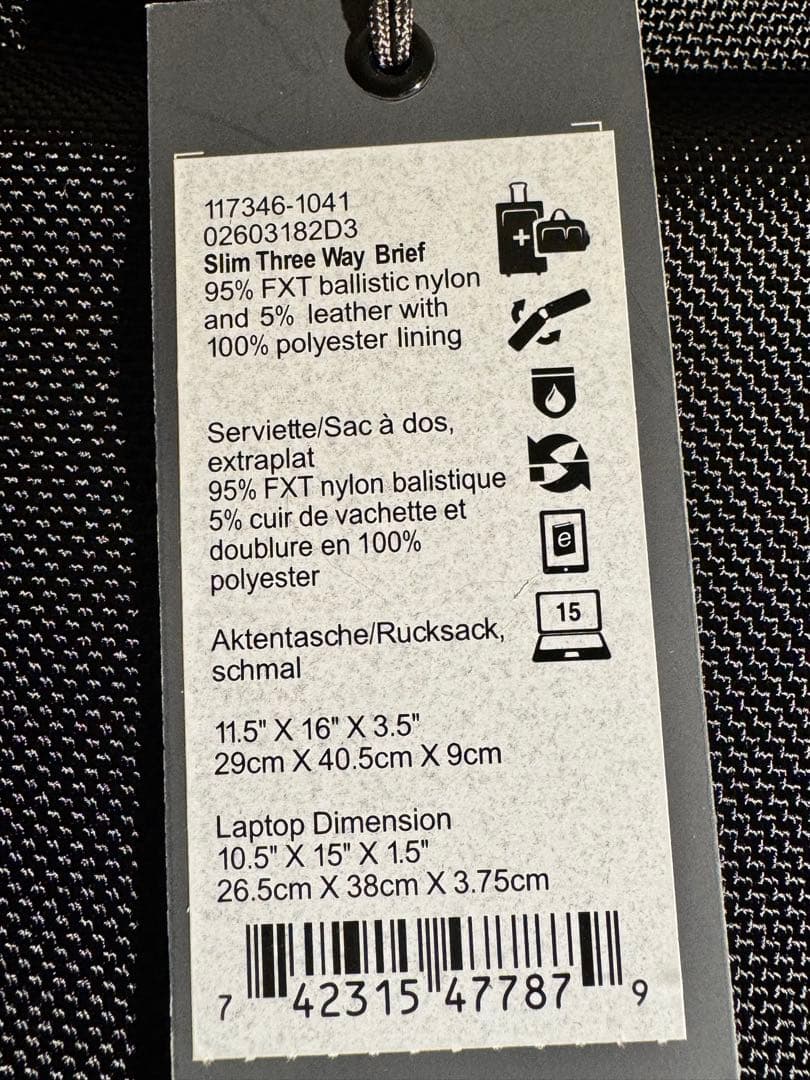 117346-1041
02603182D3
Slim Three Way Brief
95% FXT ballistic nylon
and 5% leather with
100% polyester lining
Serviette/Sac à dos,
extraplat
95% FXT nylon balistique
5% cuir de vachette et
doublure en 100%
polyester
Aktentasche/Rucksack,
schmal
11.5" X 16" X 3.5"
29cm X 40.5cm X 9cm
Laptop Dimension
10.5" X 15" X 1.5"
26.5cm X 38cm X 3.75cm
7 42315 47787 9
e
15